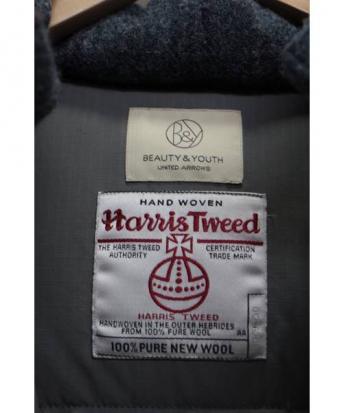 B&Y
BEAUTY & YOUTH
UNITED ARROWS
HAND WOVEN
Harris Tweed
THE HARRIS TWEED AUTHORITY
CERTIFICATION TRADE MARK
HARRIS TWEED
HANDWOVEN IN THE OUTER HEBRIDES
FROM 100% PURE WOOL
AA
100% PURE NEW WOOL